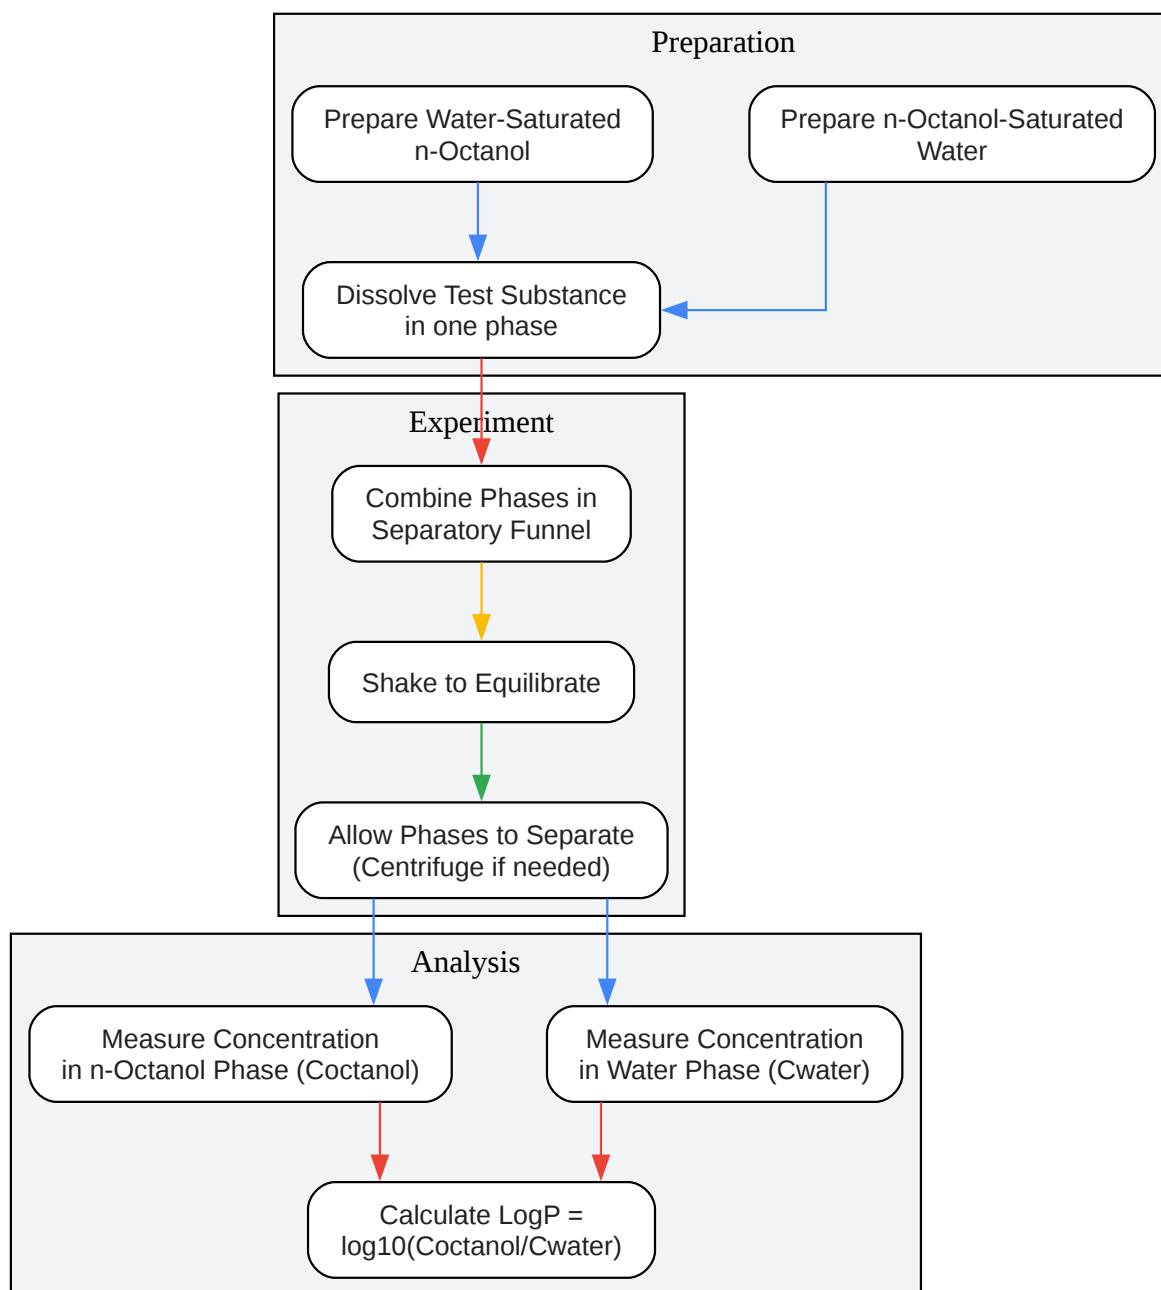 Preparation
Prepare Water-Saturated
n-Octanol
Prepare n-Octanol-Saturated
Water
Dissolve Test Substance
in one phase
Experiment
Combine Phases in
Separatory Funnel
Shake to Equilibrate
Allow Phases to Separate
(Centrifuge if needed)
Analysis
Measure Concentration
in n-Octanol Phase (Coctanol)
Measure Concentration
in Water Phase (Cwater)
Calculate LogP =
log10(Coctanol/Cwater)